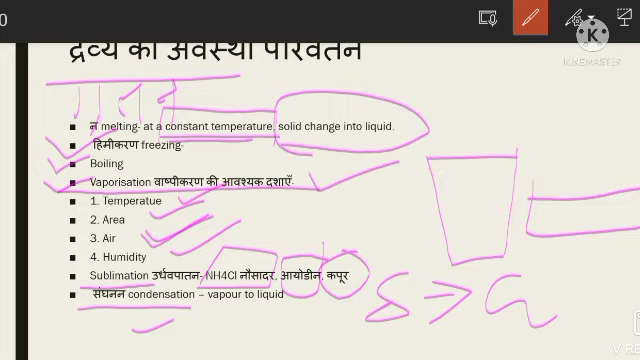 द्रव्य की अवस्था परिवर्तन
न melting- at a constant temperature, solid change into liquid.
हिमीकरण freezing-
Boiling
Vaporisation वाष्पीकरण की आवश्यक दशाएँ-
1. Temperatue
2. Area
3. Air
4. Humidity
Sublimation उर्धवपातन- NH4Cl नौसादर, आयोडीन, कपूर
संघनन condensation – vapour to liquid
S → G
K
KINEMASTER